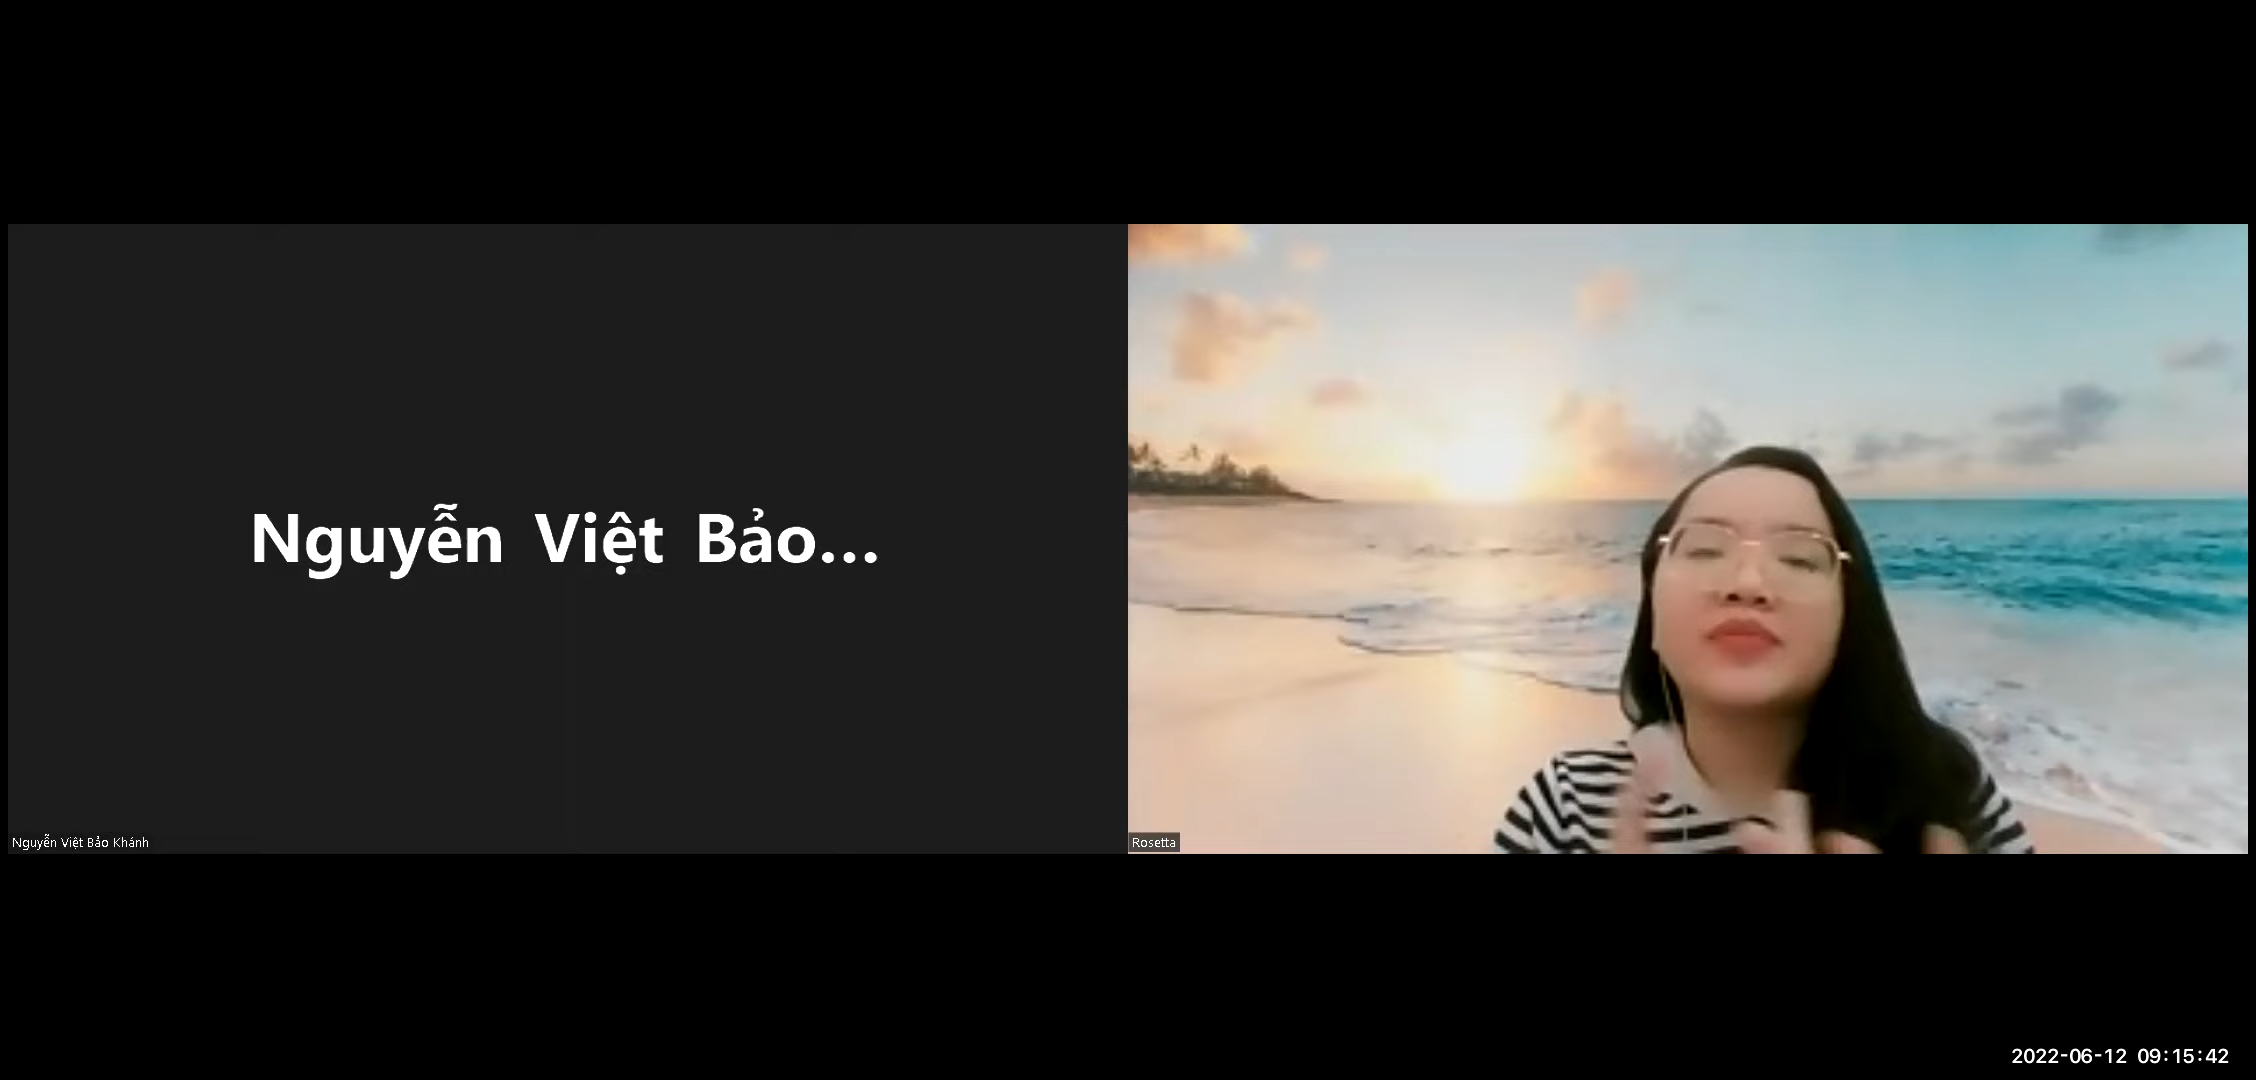 Nguyễn Việt Bảo...
Nguyễn Việt Bảo Khánh
Rosetta
2022-06-12 09:15:42